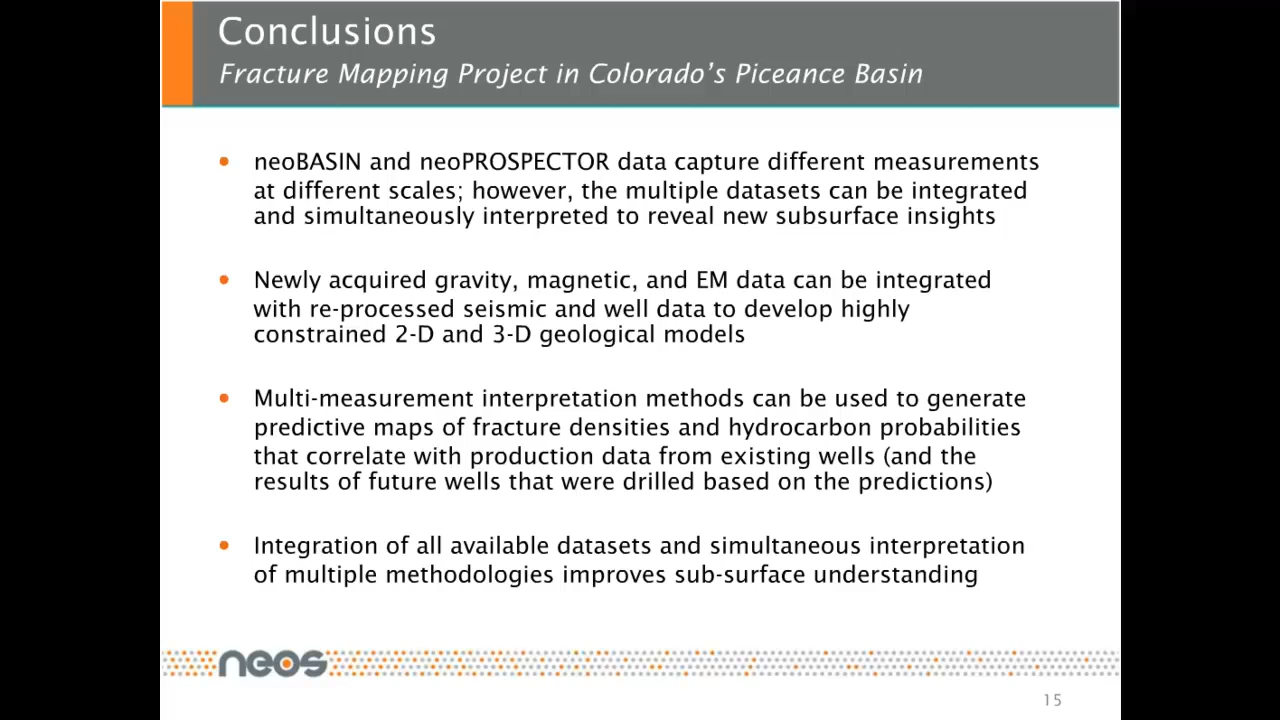 Conclusions
Fracture Mapping Project in Colorado's Piceance Basin
• neoBASIN and neoPROSPECTOR data capture different measurements
at different scales; however, the multiple datasets can be integrated
and simultaneously interpreted to reveal new subsurface insights
• Newly acquired gravity, magnetic, and EM data can be integrated
with re-processed seismic and well data to develop highly
constrained 2-D and 3-D geological models
• Multi-measurement interpretation methods can be used to generate
predictive maps of fracture densities and hydrocarbon probabilities
that correlate with production data from existing wells (and the
results of future wells that were drilled based on the predictions)
• Integration of all available datasets and simultaneous interpretation
of multiple methodologies improves sub-surface understanding
neos
15